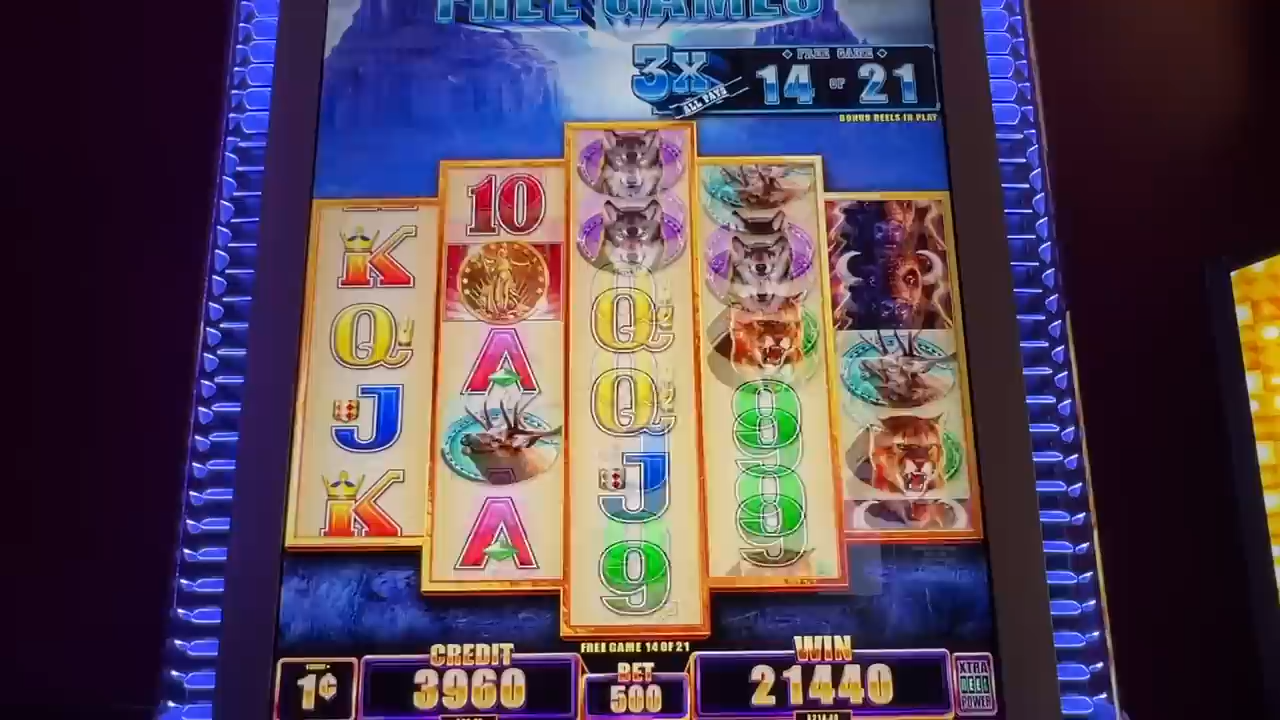 FREE GAMES
3X
ALL PAYS
FREE GAME
14 OF 21
BONUS REELS IN PLAY
K
Q
J
K
10
A
A
Q
Q
J
9
9
9
FREE GAME 14 OF 21
1¢
CREDIT
3960
BET
500
WIN
21440
XTRA
REEL
POWER